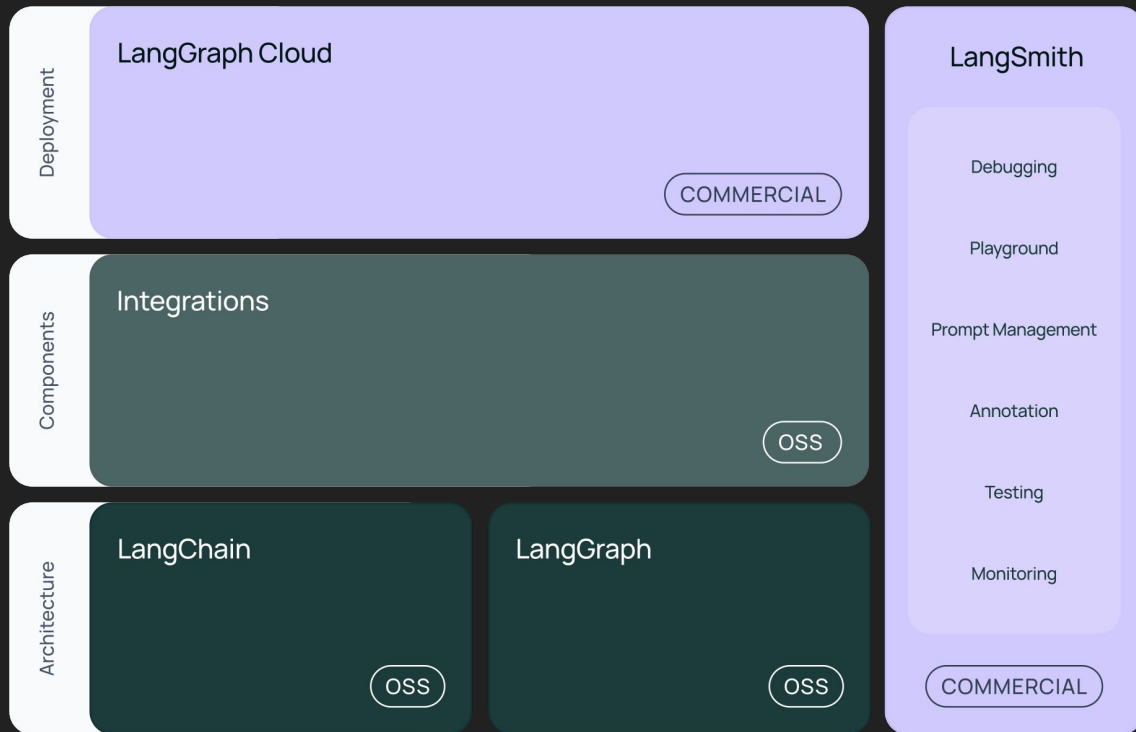 Deployment
LangGraph Cloud
COMMERCIAL
Components
Integrations
OSS
Architecture
LangChain
OSS
LangGraph
OSS
LangSmith
Debugging
Playground
Prompt Management
Annotation
Testing
Monitoring
COMMERCIAL